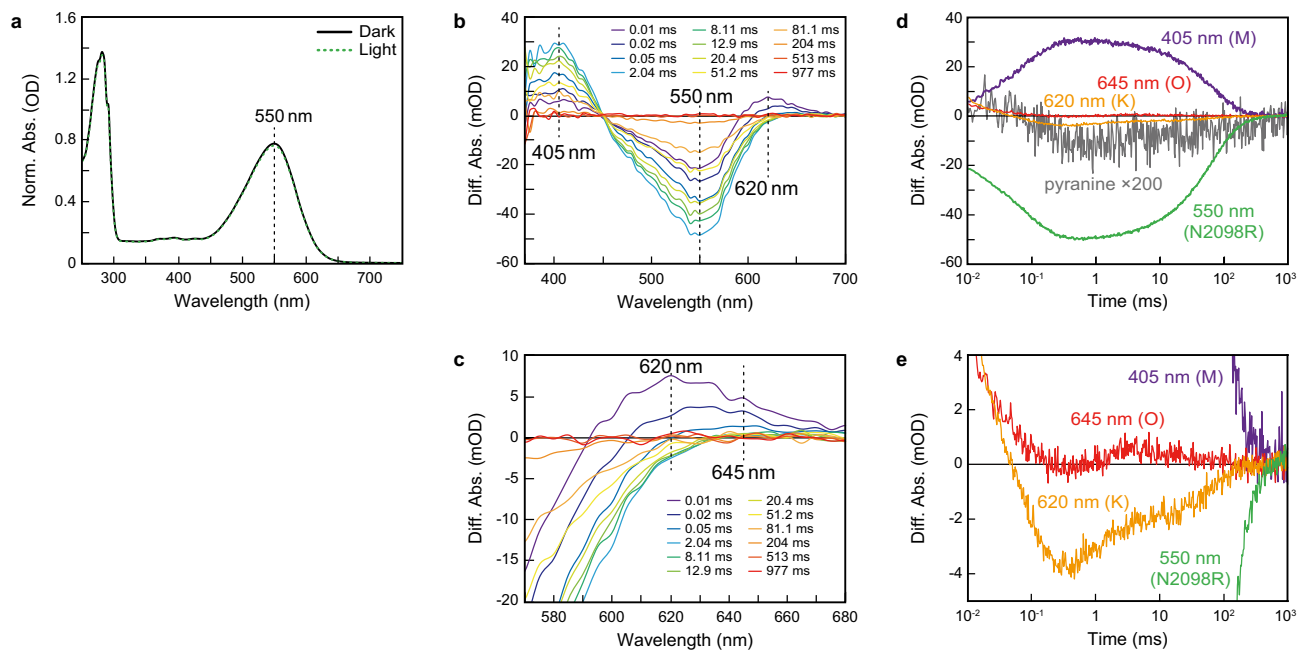 a
1.6
1.2
0.8
0.4
0
Norm. Abs. (OD)
300
400
500
700
Wavelength (nm)
Dark
Light
550 nm
b
40
20
0
-20
-40
-60
Diff. Abs. (mOD)
400
500
600
700
Wavelength (nm)
0.01 ms
0.02 ms
0.05 ms
2.04 ms
8.11 ms
12.9 ms
20.4 ms
51.2 ms
81.1 ms
204 ms
513 ms
977 ms
550 nm
405 nm
620 nm
d
60
40
20
0
-20
-40
-60
Diff. Abs. (mOD)
405 nm (M)
645 nm (O)
620 nm (K)
pyranine ×200
550 nm
(N2098R)
10-2
10-1
1
10
102
103
Time (ms)
c
10
5
0
-5
-10
-15
-20
Diff. Abs. (mOD)
580
600
620
640
660
680
Wavelength (nm)
620 nm
645 nm
0.01 ms
0.02 ms
0.05 ms
2.04 ms
8.11 ms
12.9 ms
20.4 ms
51.2 ms
81.1 ms
204 ms
513 ms
977 ms
e
4
2
0
-2
-4
Diff. Abs. (mOD)
405 nm (M)
645 nm (O)
620 nm (K)
550 nm
(N2098R)
10-2
10-1
1
10
102
103
Time (ms)